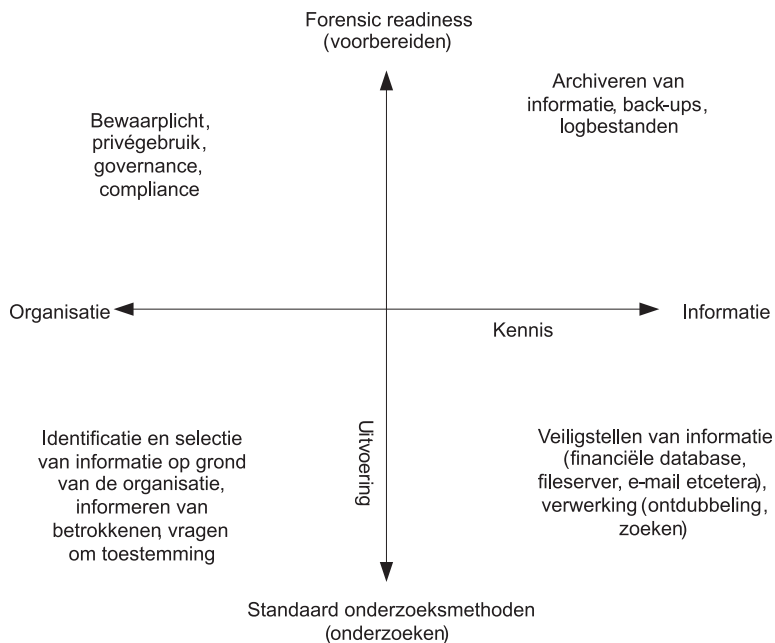 Forensic readiness
(voorbereiden)
Bewaarplicht,
privégebruik,
governance,
compliance
Archiveren van
informatie, back-ups,
logbestanden
Organisatie
Kennis
Informatie
Uitvoering
Identificatie en selectie
van informatie op grond
van de organisatie,
informeren van
betrokkenen, vragen
om toestemming
Veiligstellen van informatie
(financiële database,
fileserver, e-mail etcetera),
verwerking (ontdubbeling,
zoeken)
Standaard onderzoeksmethoden
(onderzoeken)